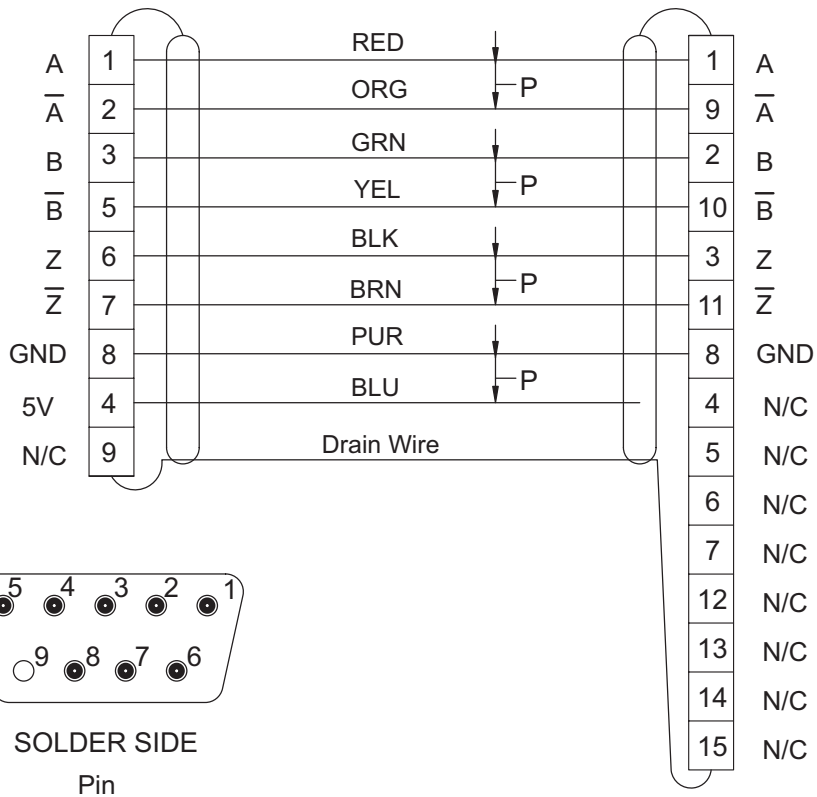 RED
A 1 1 A
ORG P
A̅ 2 9 A̅
GRN
B 3 2 B
YEL P
B̅ 5 10 B̅
BLK
Z 6 3 Z
BRN P
Z̅ 7 11 Z̅
PUR
GND 8 8 GND
BLU P
5V 4 4 N/C
Drain Wire
N/C 9 5 N/C
6 N/C
7 N/C
12 N/C
13 N/C
14 N/C
15 N/C
5 4 3 2 1
9 8 7 6
SOLDER SIDE
Pin